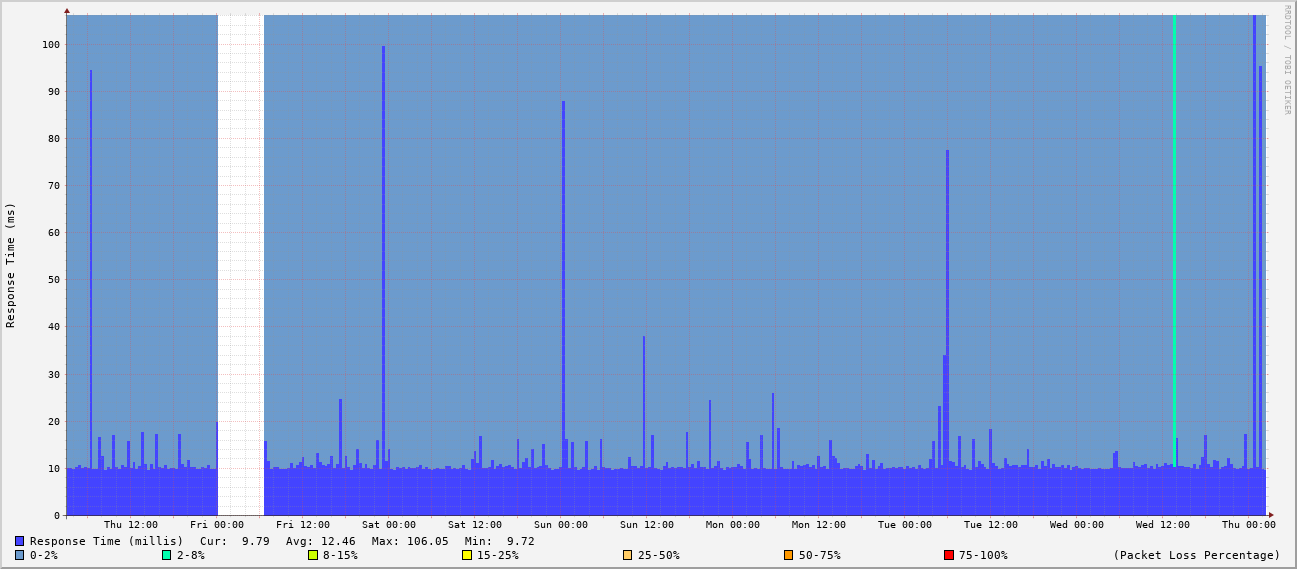 RRDTOOL / TOBI OETIKER
Response Time (ms)
100
90
80
70
60
50
40
30
20
10
0
Thu 12:00 Fri 00:00 Fri 12:00 Sat 00:00 Sat 12:00 Sun 00:00 Sun 12:00 Mon 00:00 Mon 12:00 Tue 00:00 Tue 12:00 Wed 00:00 Wed 12:00 Thu 00:00
Response Time (millis) Cur: 9.79 Avg: 12.46 Max: 106.05 Min: 9.72
0-2% 2-8% 8-15% 15-25% 25-50% 50-75% 75-100% (Packet Loss Percentage)